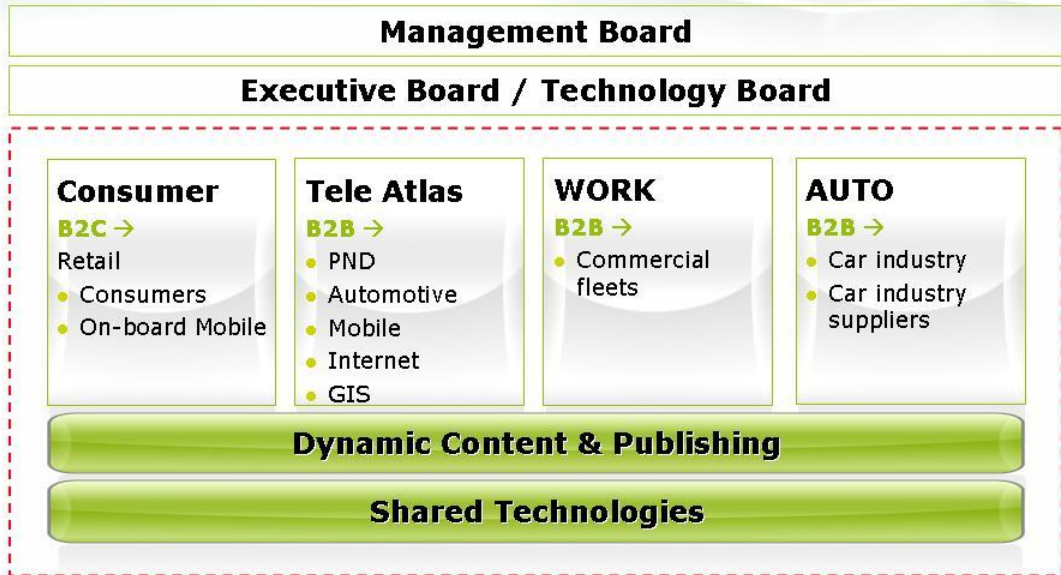 Management Board
Executive Board / Technology Board
Consumer
B2C →
Retail
• Consumers
• On-board Mobile
Tele Atlas
B2B →
• PND
• Automotive
• Mobile
• Internet
• GIS
WORK
B2B →
• Commercial
fleets
AUTO
B2B →
• Car industry
• Car industry
suppliers
Dynamic Content & Publishing
Shared Technologies